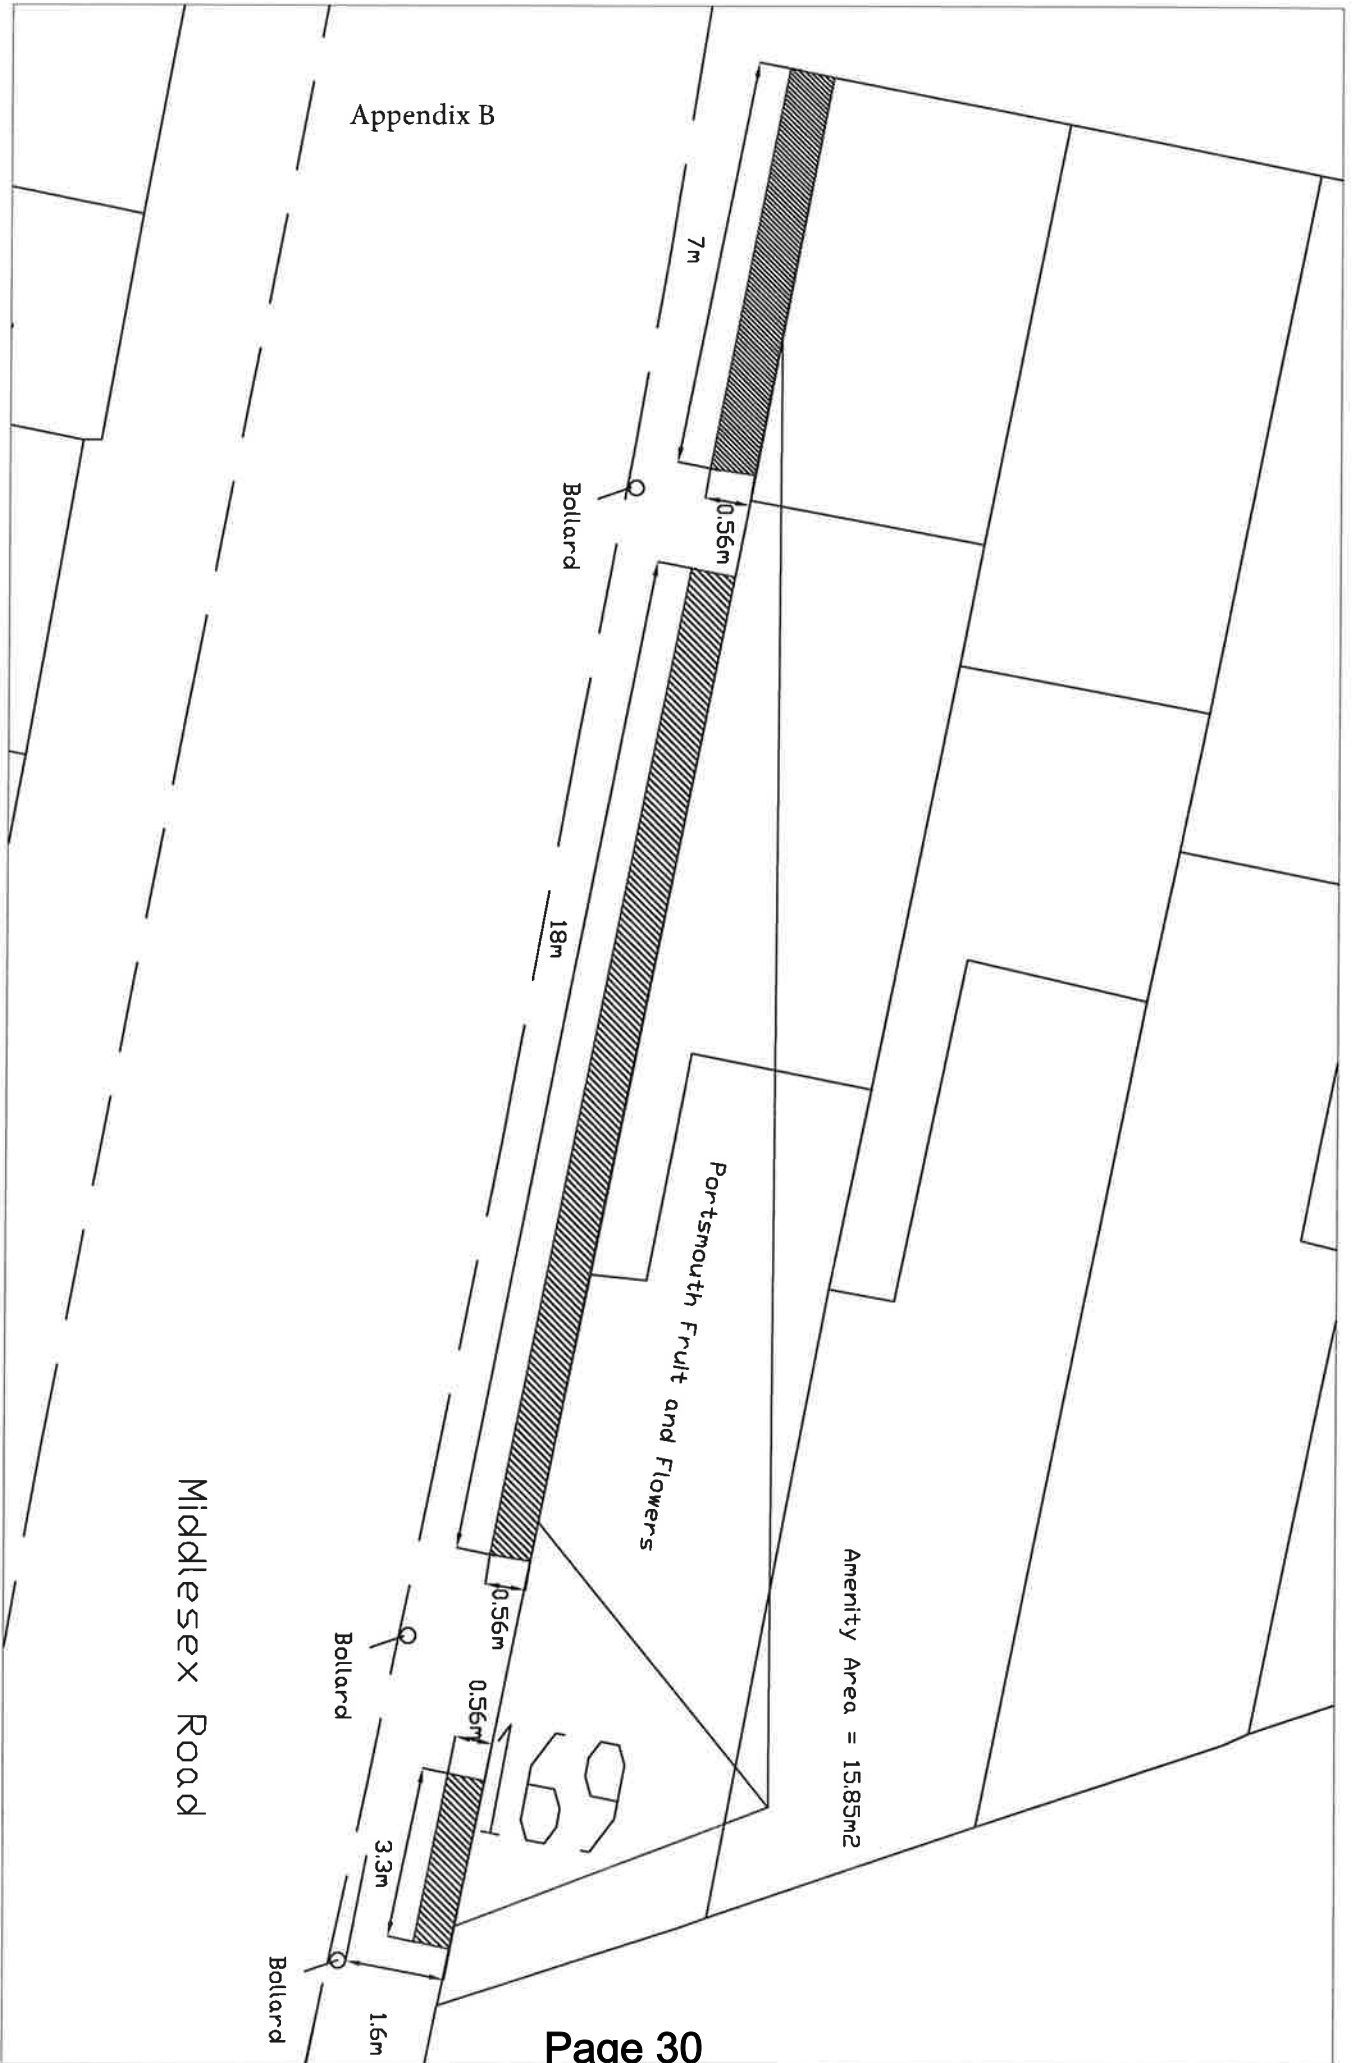 Appendix B
7m
0.56m
Bollard
18m
Portsmouth Fruit and Flowers
Amenity Area = 15.85m2
0.56m
Bollard
0.56m
169
Middlesex Road
3.3m
Bollard
1.6m
Page 30